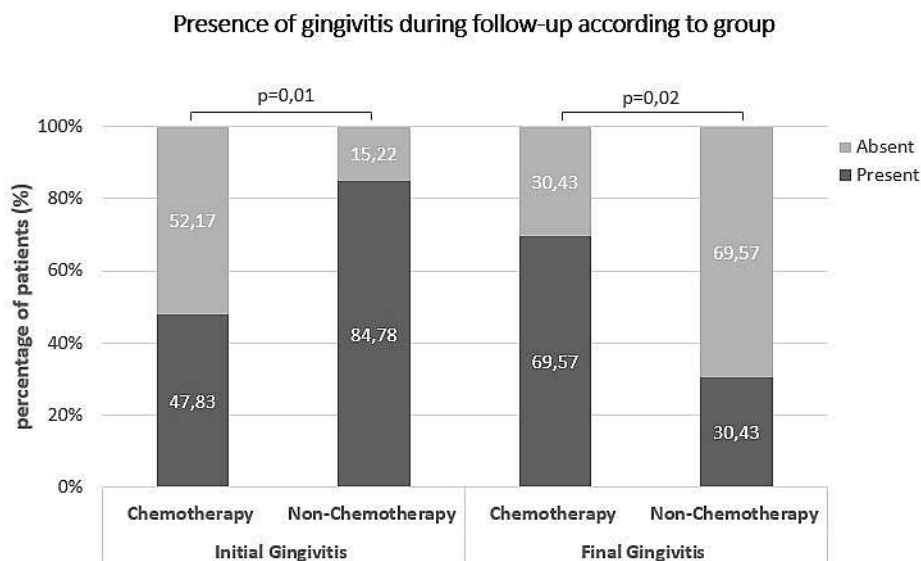 Presence of gingivitis during follow-up according to group
p=0,01
p=0,02
percentage of patients (%)
100%
80%
60%
40%
20%
0%
52,17
47,83
15,22
84,78
30,43
69,57
69,57
30,43
Absent
Present
Chemotherapy
Non-Chemotherapy
Chemotherapy
Non-Chemotherapy
Initial Gingivitis
Final Gingivitis